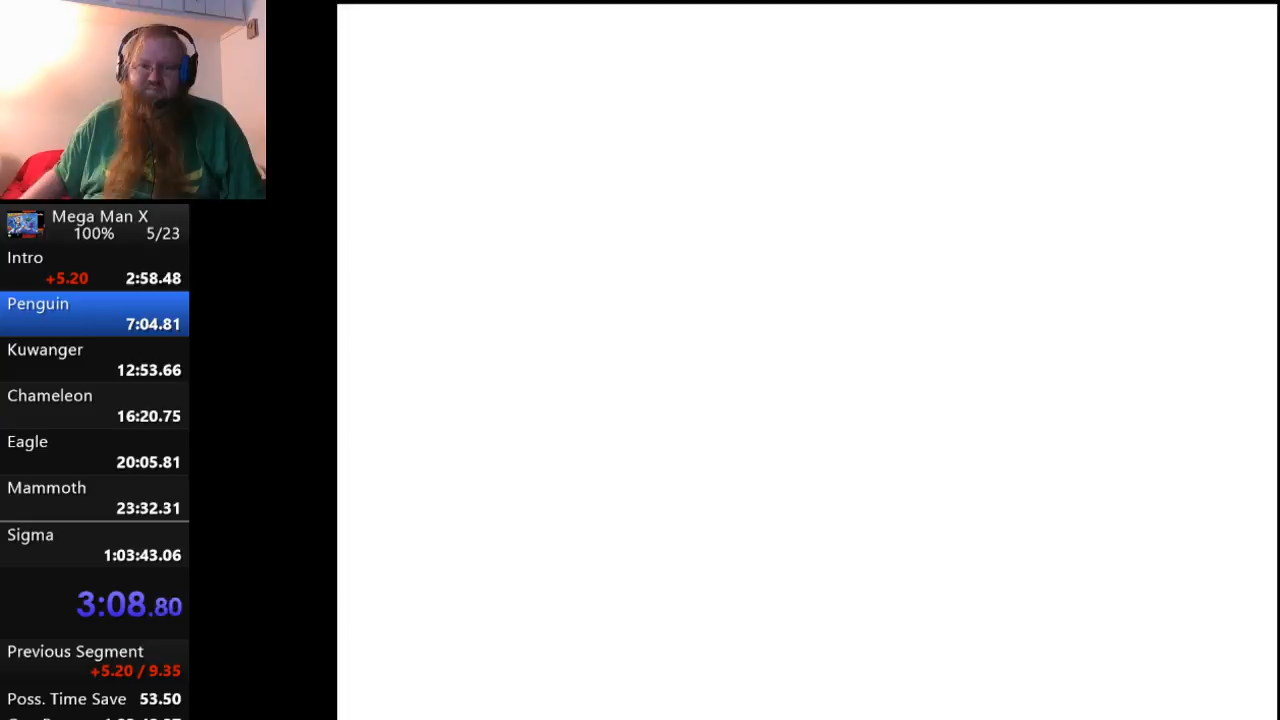 Mega Man X
100% 5/23
Intro
+5.20 2:58.48
Penguin
7:04.81
Kuwanger
12:53.66
Chameleon
16:20.75
Eagle
20:05.81
Mammoth
23:32.31
Sigma
1:03:43.06
3:08.80
Previous Segment
+5.20 / 9.35
Poss. Time Save 53.50